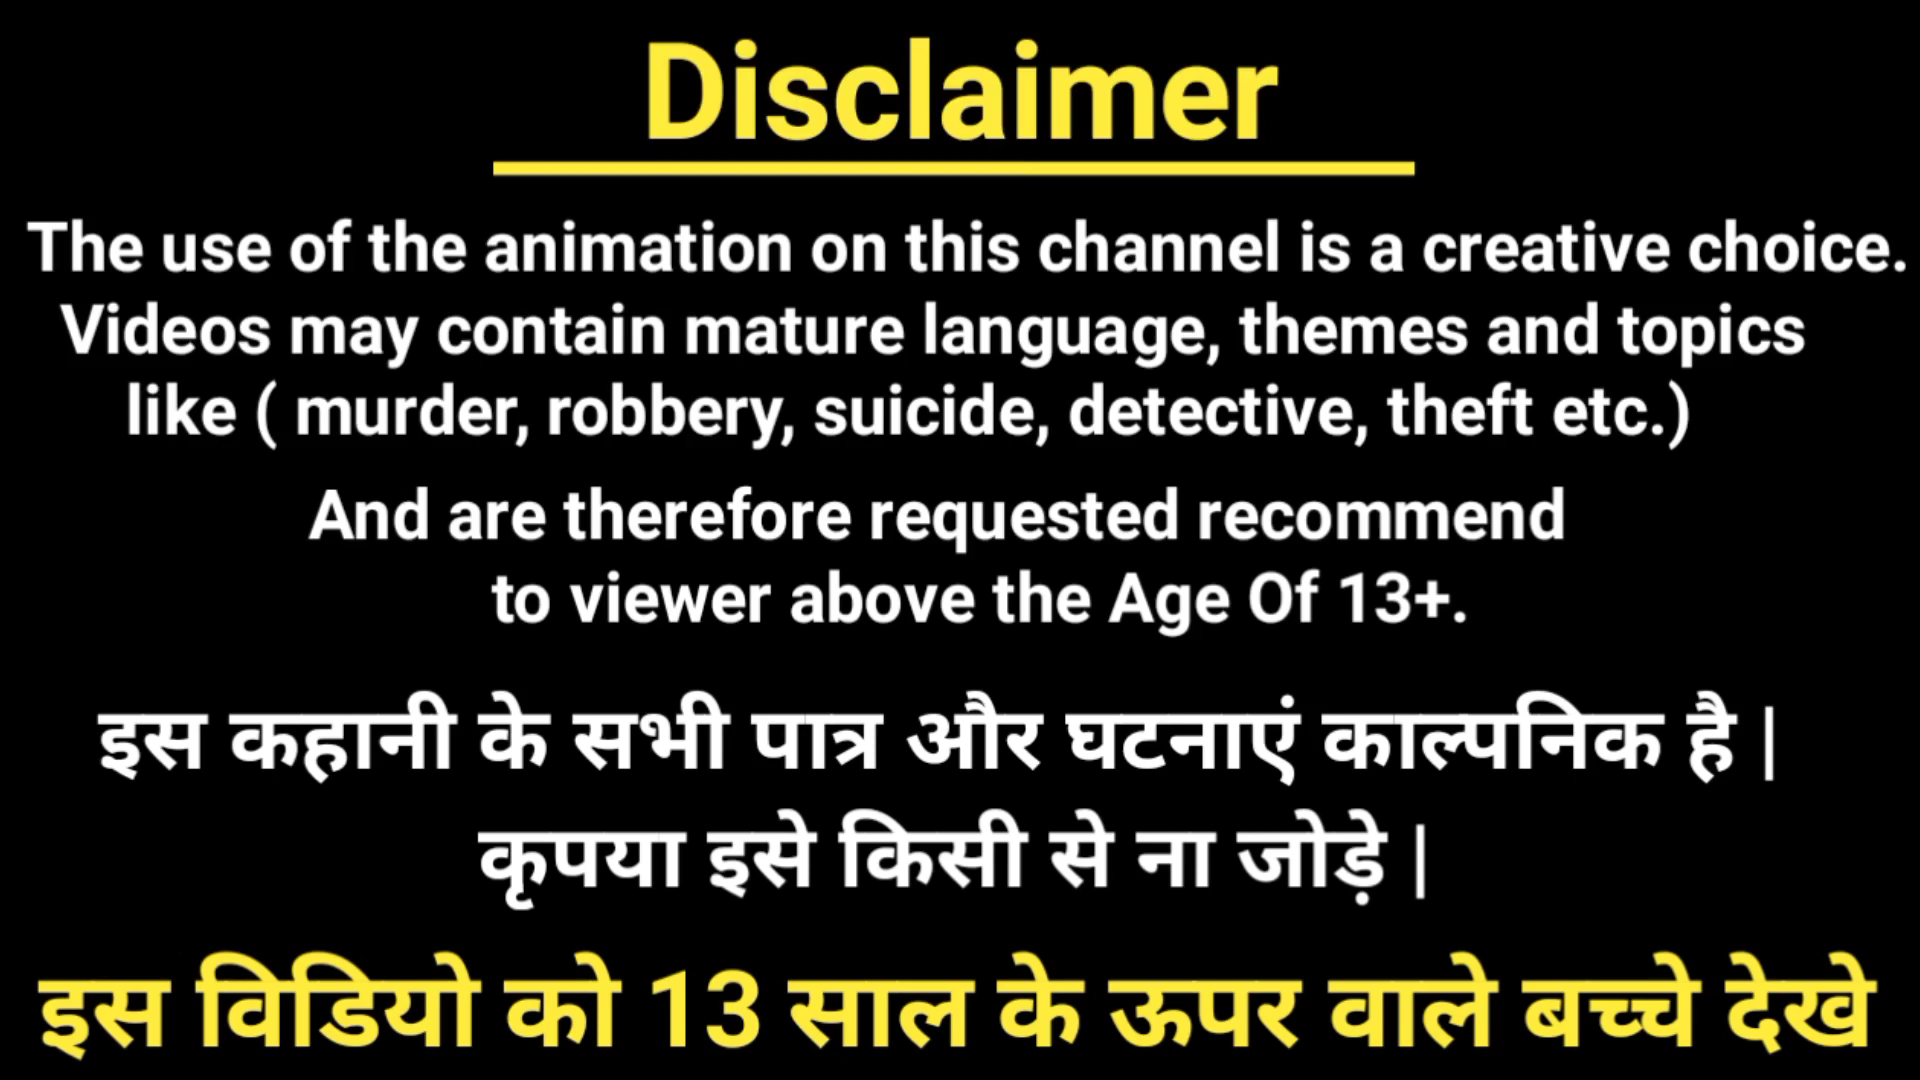 Disclaimer
The use of the animation on this channel is a creative choice.
Videos may contain mature language, themes and topics
like ( murder, robbery, suicide, detective, theft etc.)
And are therefore requested recommend
to viewer above the Age Of 13+.
इस कहानी के सभी पात्र और घटनाएं काल्पनिक है |
कृपया इसे किसी से ना जोड़े |
इस विडियो को 13 साल के ऊपर वाले बच्चे देखे